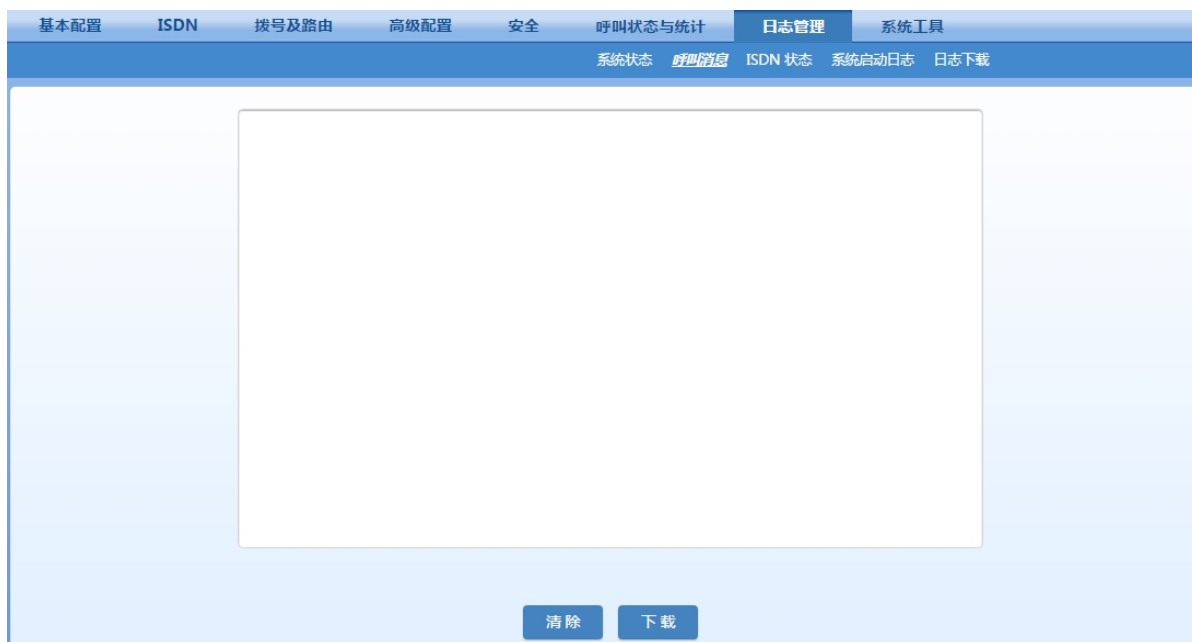 基本配置 ISDN 拨号及路由 高级配置 安全 呼叫状态与统计 日志管理 系统工具
系统状态 呼叫消息 ISDN 状态 系统启动日志 日志下载
清除 下载